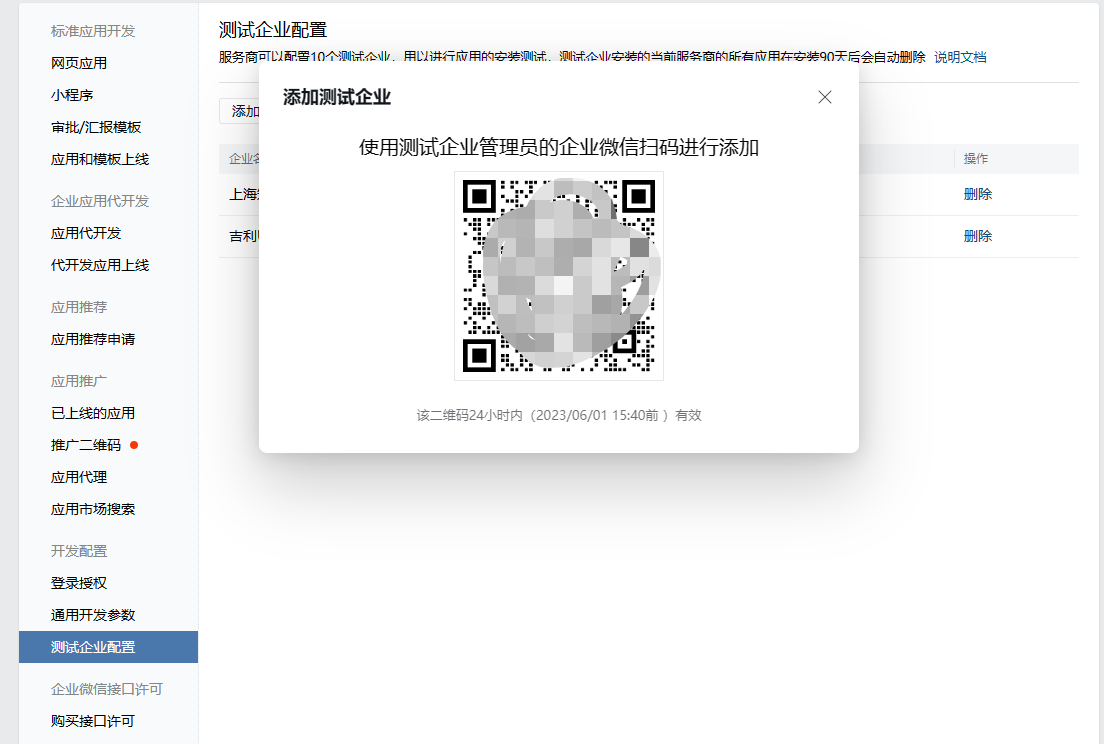 标准应用开发
网页应用
小程序
审批/汇报模板
应用和模板上线
企业应用代开发
应用代开发
代开发应用上线
应用推荐
应用推荐申请
应用推广
已上线的应用
推广二维码
应用代理
应用市场搜索
开发配置
登录授权
通用开发参数
测试企业配置
企业微信接口许可
购买接口许可
测试企业配置
服务商可以配置10个测试企业，用以进行应用的安装测试，测试企业安装的当前服务商的所有应用在安装90天后会自动删除 说明文档
添加
企业名
操作
上海
删除
吉利
删除
添加测试企业
使用测试企业管理员的企业微信扫码进行添加
该二维码24小时内（2023/06/01 15:40前 ）有效